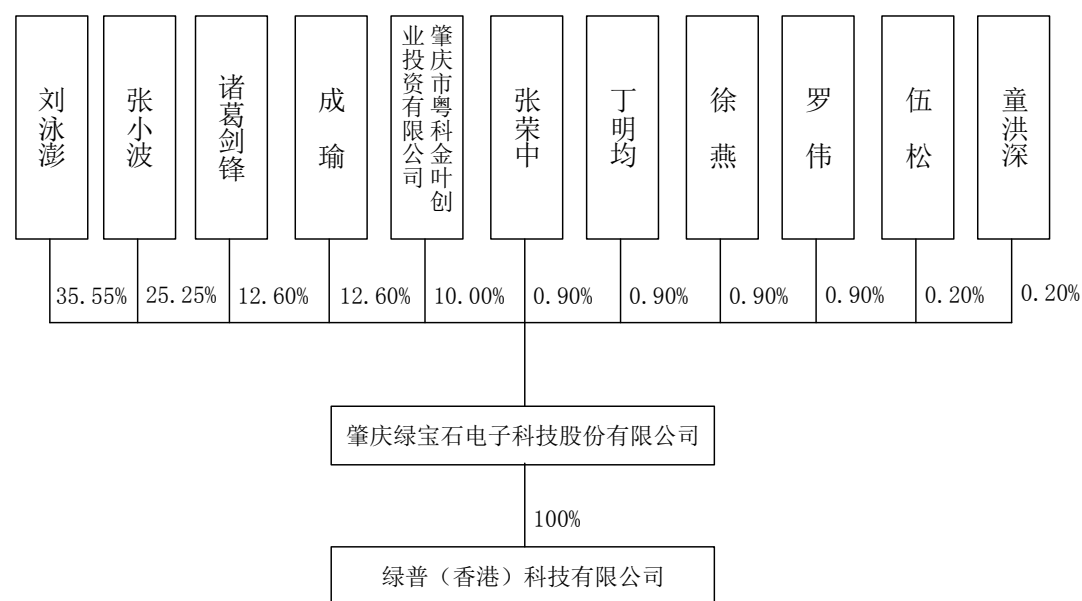 刘泳澎
张小波
诸葛剑锋
成瑜
肇庆市粤科金叶创
业投资有限公司
张荣中
丁明均
徐燕
罗伟
伍松
童洪深
35.55%
25.25%
12.60%
12.60%
10.00%
0.90%
0.90%
0.90%
0.90%
0.20%
0.20%
肇庆绿宝石电子科技股份有限公司
100%
绿普（香港）科技有限公司